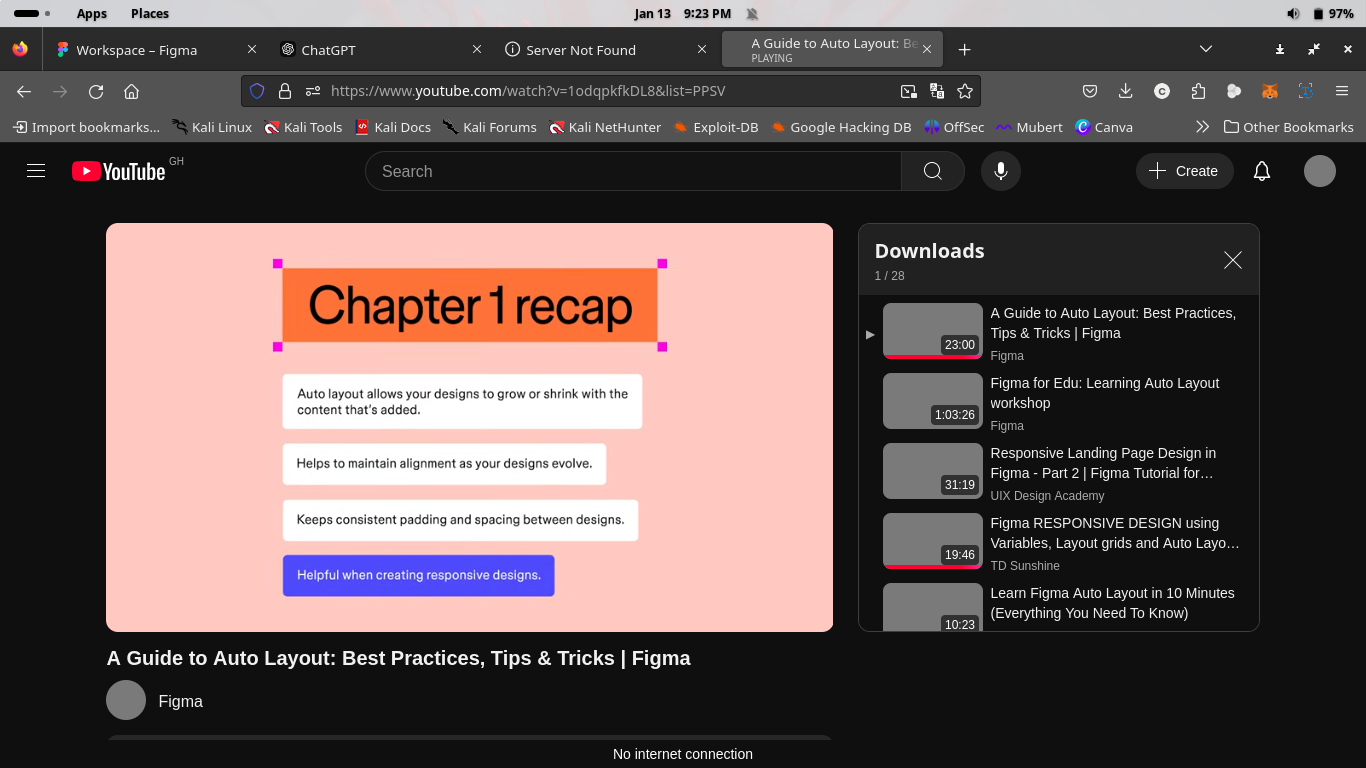 Apps Places Jan 13 9:23 PM 97%
Workspace – Figma ChatGPT Server Not Found A Guide to Auto Layout: Be
PLAYING
https://www.youtube.com/watch?v=1odqpkfkDL8&list=PPSV
Import bookmarks... Kali Linux Kali Tools Kali Docs Kali Forums Kali NetHunter Exploit-DB Google Hacking DB OffSec Mubert Canva Other Bookmarks
YouTube GH Search Create
Chapter 1 recap
Auto layout allows your designs to grow or shrink with the
content that's added.
Helps to maintain alignment as your designs evolve.
Keeps consistent padding and spacing between designs.
Helpful when creating responsive designs.
Downloads
1 / 28
A Guide to Auto Layout: Best Practices,
Tips & Tricks | Figma
23:00
Figma
Figma for Edu: Learning Auto Layout
workshop
1:03:26
Figma
Responsive Landing Page Design in
Figma - Part 2 | Figma Tutorial for…
31:19
UIX Design Academy
Figma RESPONSIVE DESIGN using
Variables, Layout grids and Auto Layo…
19:46
TD Sunshine
Learn Figma Auto Layout in 10 Minutes
(Everything You Need To Know)
10:23
A Guide to Auto Layout: Best Practices, Tips & Tricks | Figma
Figma
No internet connection